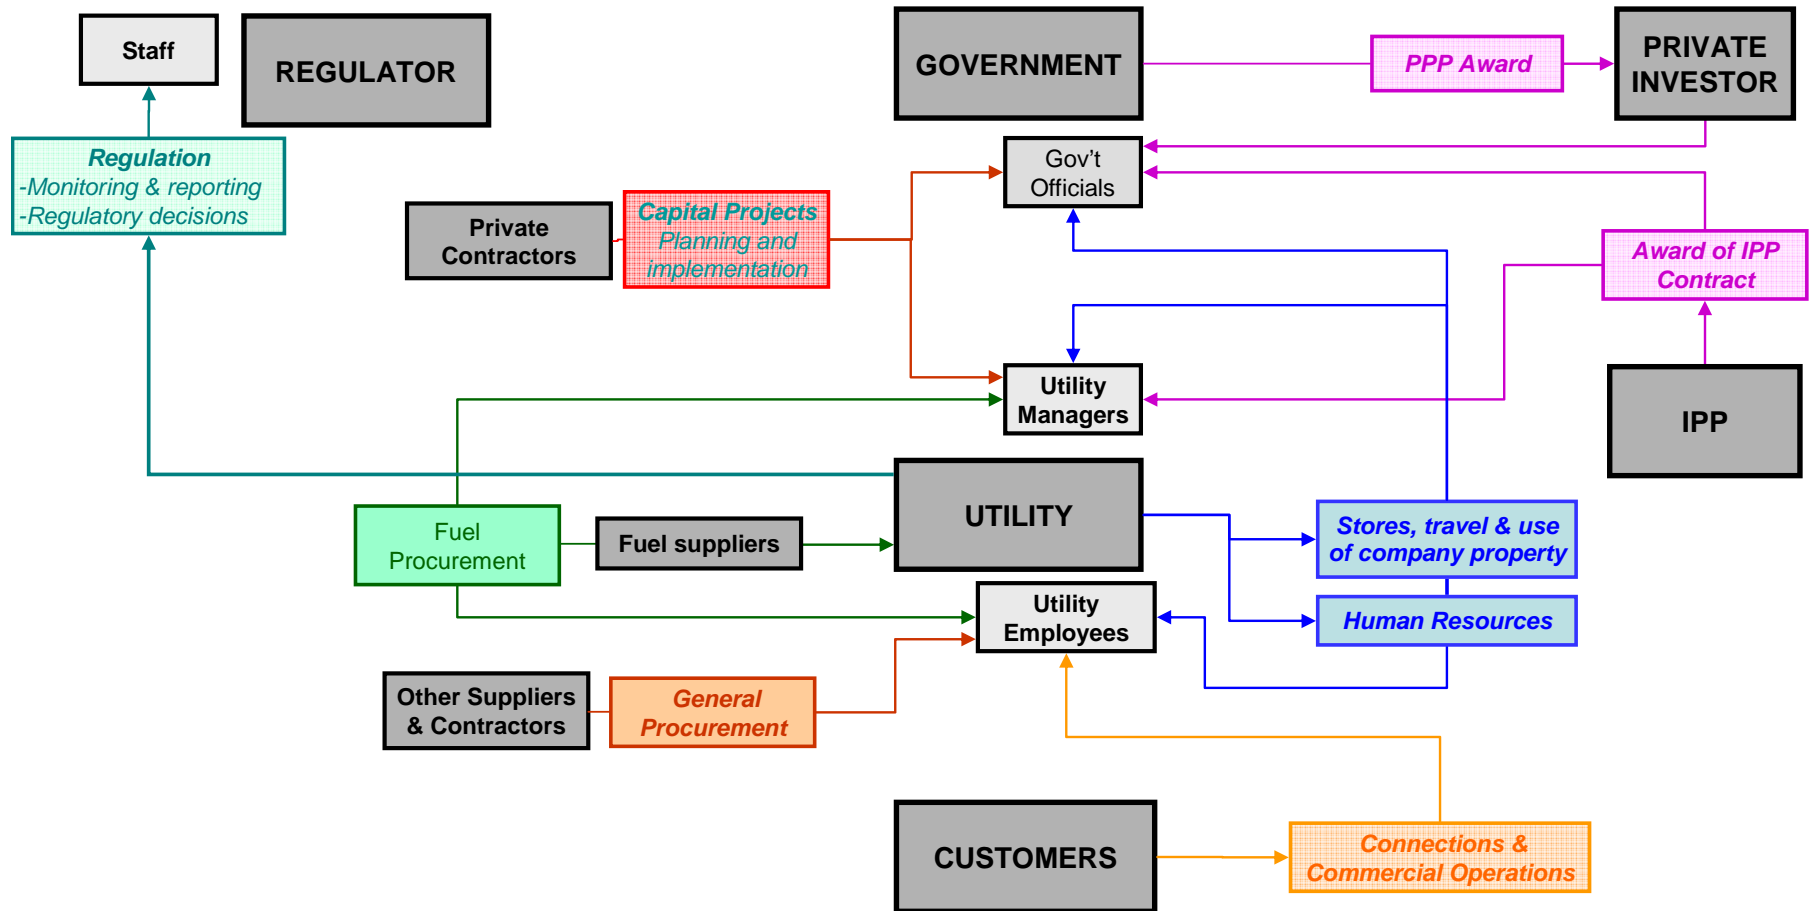 Staff
REGULATOR
GOVERNMENT
PPP Award
PRIVATE
INVESTOR
Regulation
-Monitoring & reporting
-Regulatory decisions
Gov't
Officials
Private
Contractors
Capital Projects
Planning and
implementation
Award of IPP
Contract
Utility
Managers
IPP
UTILITY
Fuel
Procurement
Fuel suppliers
Stores, travel & use
of company property
Utility
Employees
Human Resources
Other Suppliers
& Contractors
General
Procurement
CUSTOMERS
Connections &
Commercial Operations